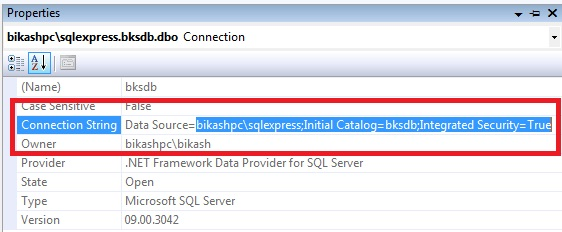 Properties
bikashpc\sqlexpress.bksdb.dbo Connection
(Name) bksdb
Case Sensitive False
Connection String Data Source=bikashpc\sqlexpress;Initial Catalog=bksdb;Integrated Security=True
Owner bikashpc\bikash
Provider .NET Framework Data Provider for SQL Server
State Open
Type Microsoft SQL Server
Version 09.00.3042